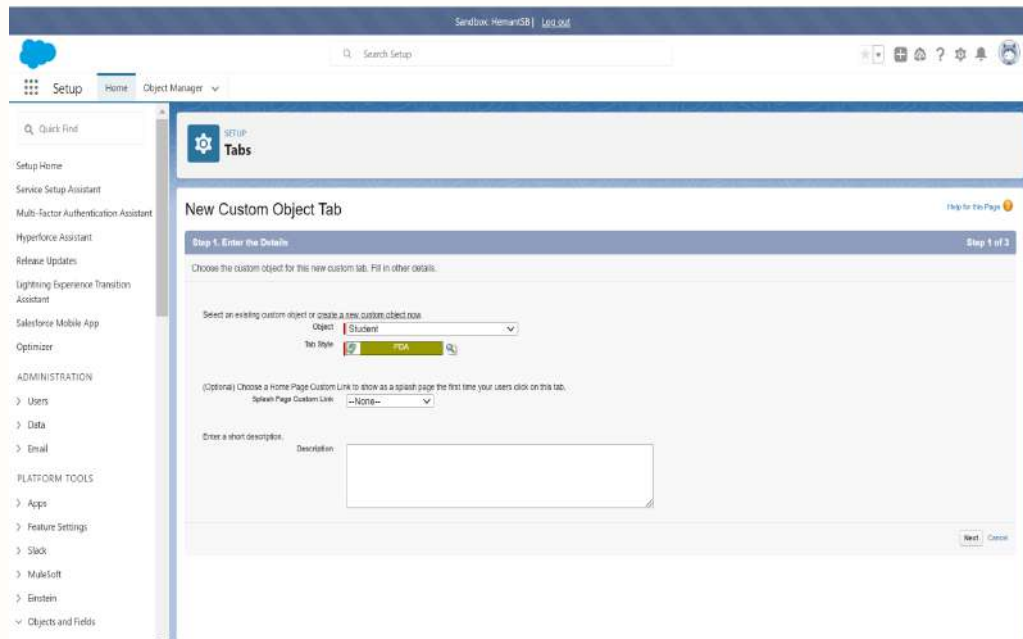 Sandbox: HemantSB | Log out
Search Setup
Setup Home Object Manager
Quick Find
Setup Home
Service Setup Assistant
Multi-Factor Authentication Assistant
Hyperforce Assistant
Release Updates
Lightning Experience Transition
Assistant
Salesforce Mobile App
Optimizer
ADMINISTRATION
Users
Data
Email
PLATFORM TOOLS
Apps
Feature Settings
Slack
MuleSoft
Einstein
Objects and Fields
SETUP
Tabs
New Custom Object Tab
Help for this Page
Step 1. Enter the Details
Step 1 of 3
Choose the custom object for this new custom tab. Fill in other details.
Select an existing custom object or create a new custom object now.
Object Student
Tab Style PDA
(Optional) Choose a Home Page Custom Link to show as a splash page the first time your users click on this tab.
Splash Page Custom Link --None--
Enter a short description.
Description
Next Cancel